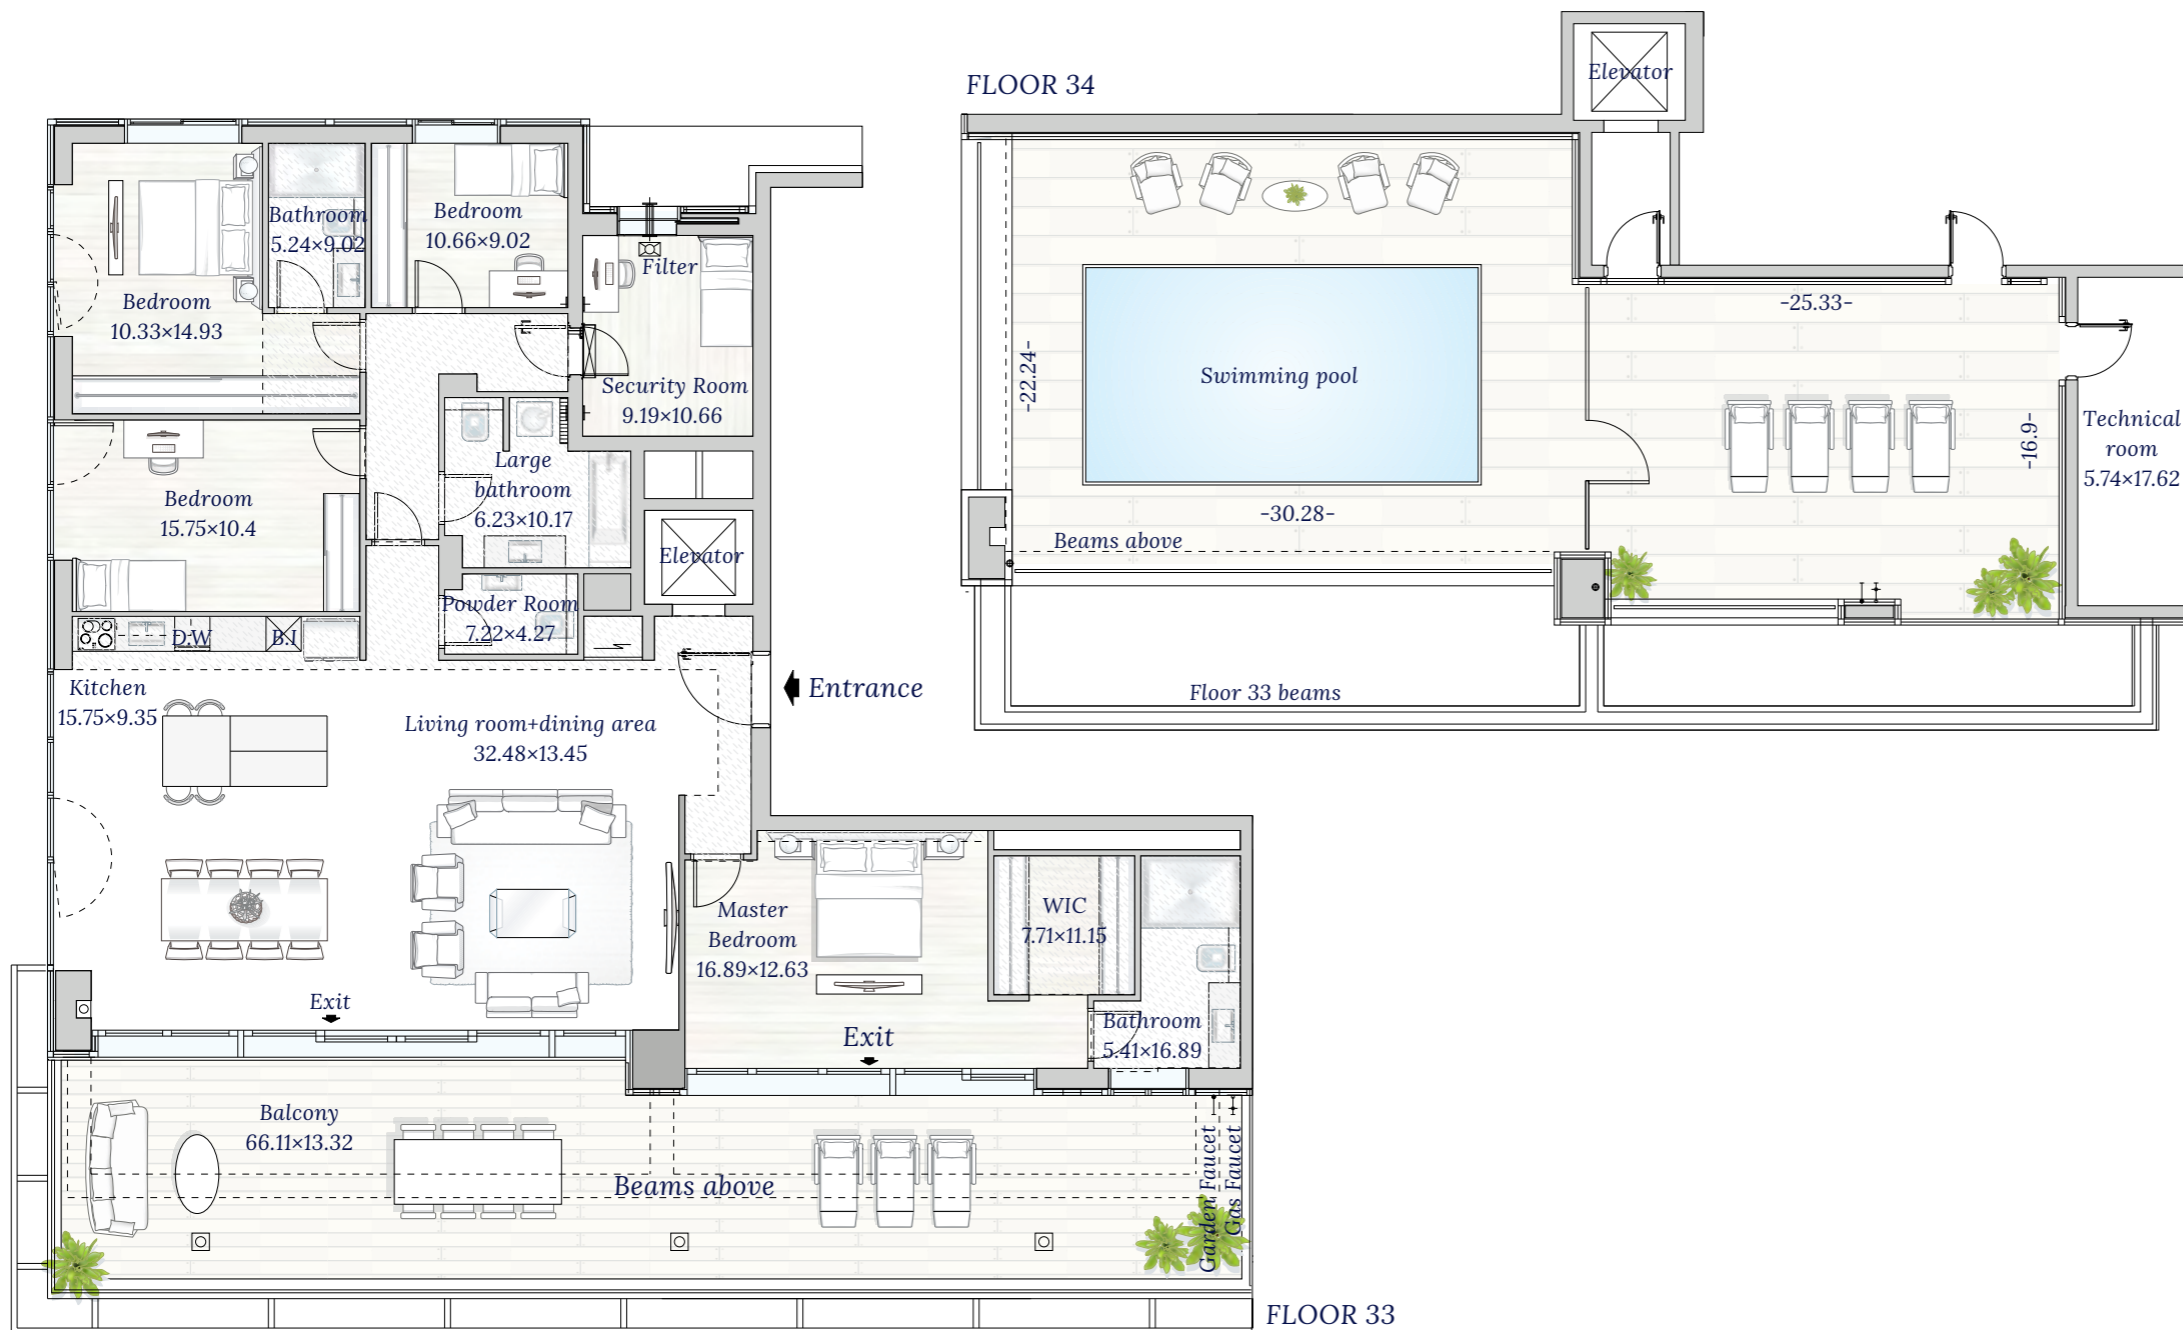 FLOOR 34
Elevator
Bathroom
5.24×9.02
Bedroom
10.66×9.02
Filter
Bedroom
10.33×14.93
Security Room
9.19×10.66
-25.33-
-22.24-
Swimming pool
-16.9-
Technical
room
5.74×17.62
Large
bathroom
6.23×10.17
Bedroom
15.75×10.4
-30.28-
Beams above
Elevator
Powder Room
7.22×4.27
D.W
B.I
Kitchen
15.75×9.35
Entrance
Floor 33 beams
Living room+dining area
32.48×13.45
Master
Bedroom
16.89×12.63
WIC
7.71×11.15
Exit
Exit
Bathroom
5.41×16.89
Balcony
66.11×13.32
Beams above
Garden Faucet
Gas Faucet
FLOOR 33